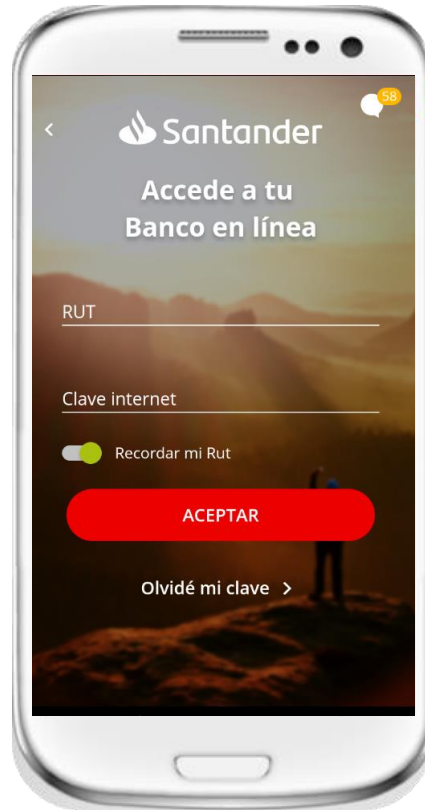 58
Santander
Accede a tu
Banco en línea
RUT
Clave internet
Recordar mi Rut
ACEPTAR
Olvidé mi clave